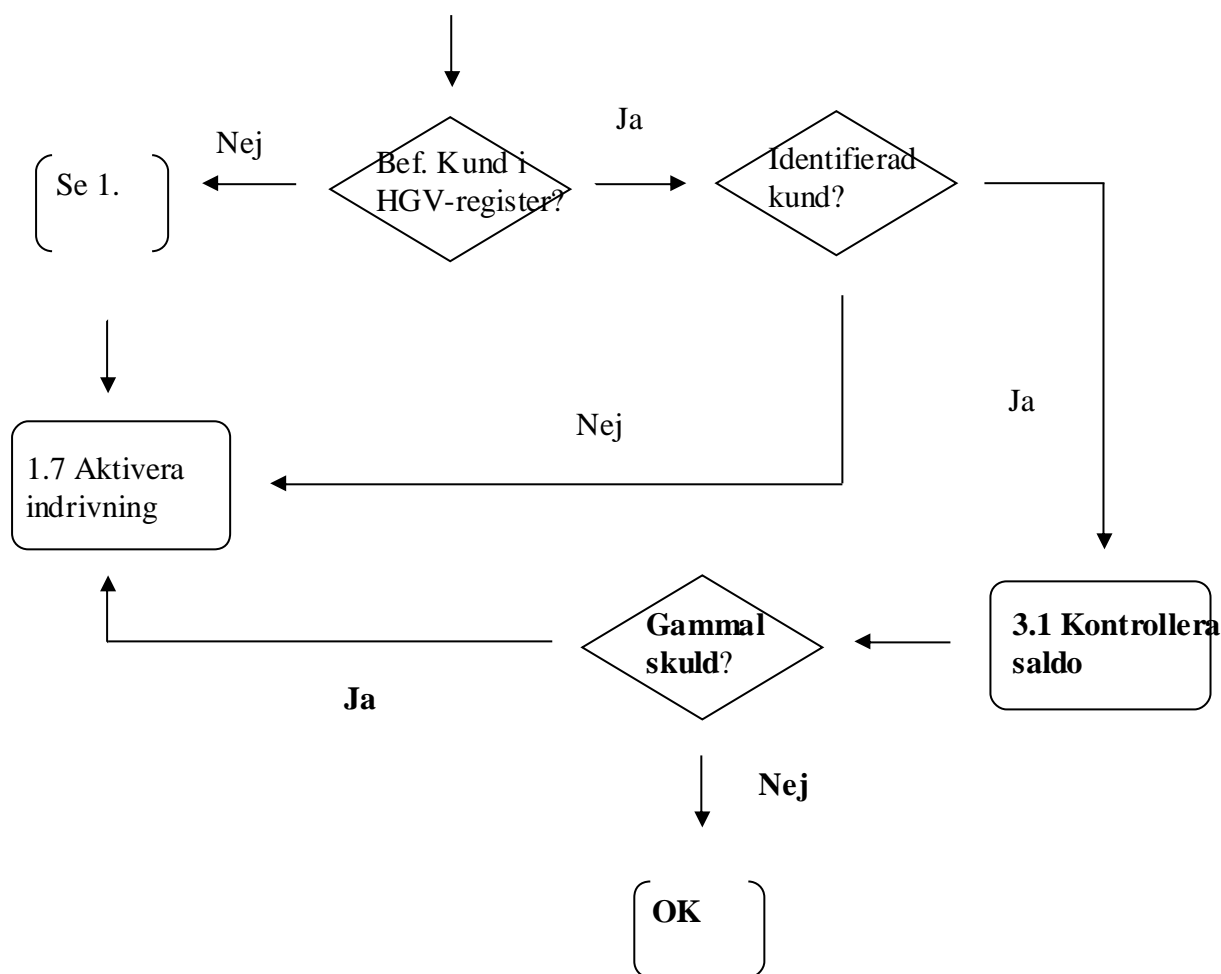 Nej
Ja
Se 1.
Bef. Kund i
HGV-register?
Identifierad
kund?
Ja
Nej
1.7 Aktivera
indrivning
Gammal
skuld?
3.1 Kontrollera
saldo
Ja
Nej
OK